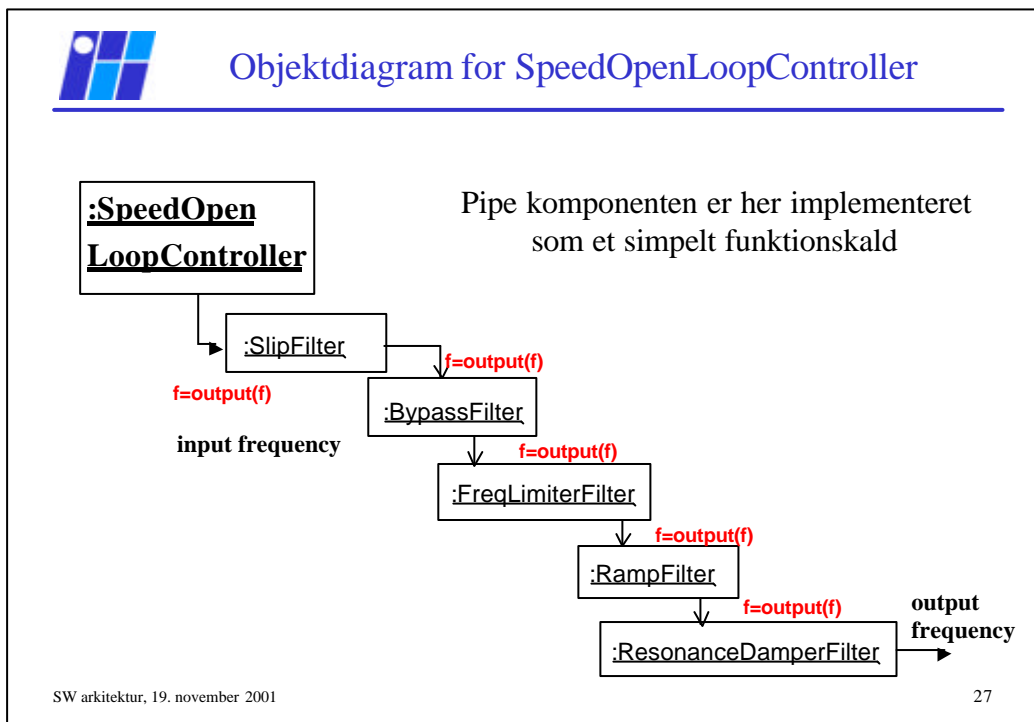 Objektdiagram for SpeedOpenLoopController
:SpeedOpen
LoopController
Pipe komponenten er her implementeret
som et simpelt funktionskald
:SlipFilter
f=output(f)
f=output(f)
:BypassFilter
input frequency
f=output(f)
:FreqLimiterFilter
f=output(f)
:RampFilter
f=output(f)
output
frequency
:ResonanceDamperFilter
SW arkitektur, 19. november 2001
27